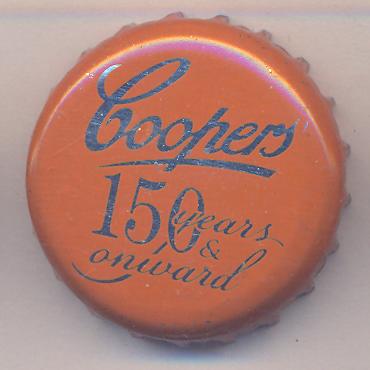 Coopers
150 years
& onward